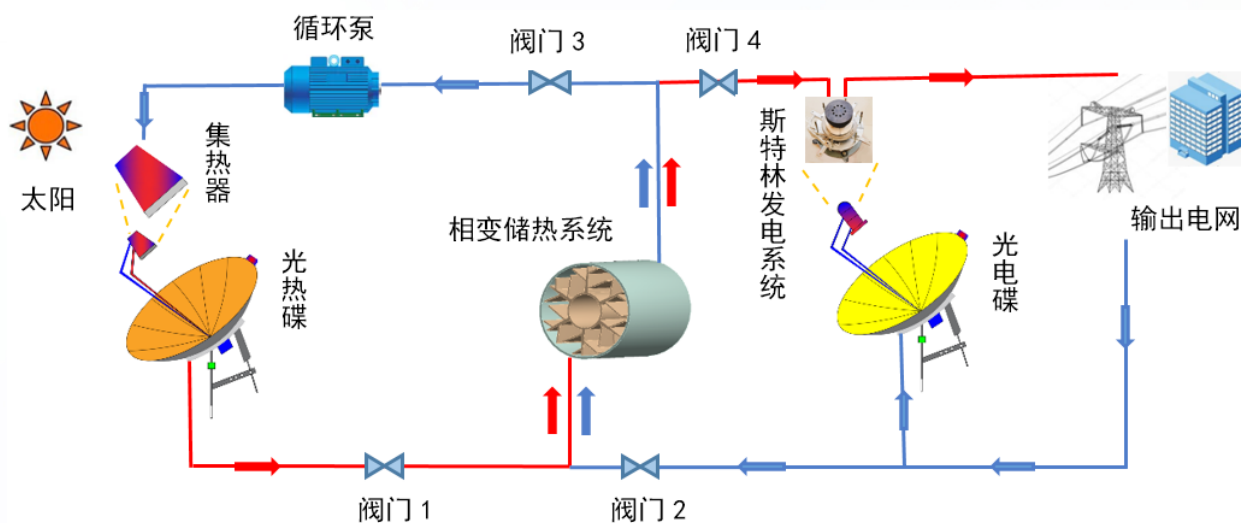 循环泵
阀门 3
阀门 4
太阳
集热器
光热碟
相变储热系统
斯特林发电系统
光电碟
输出电网
阀门 1
阀门 2